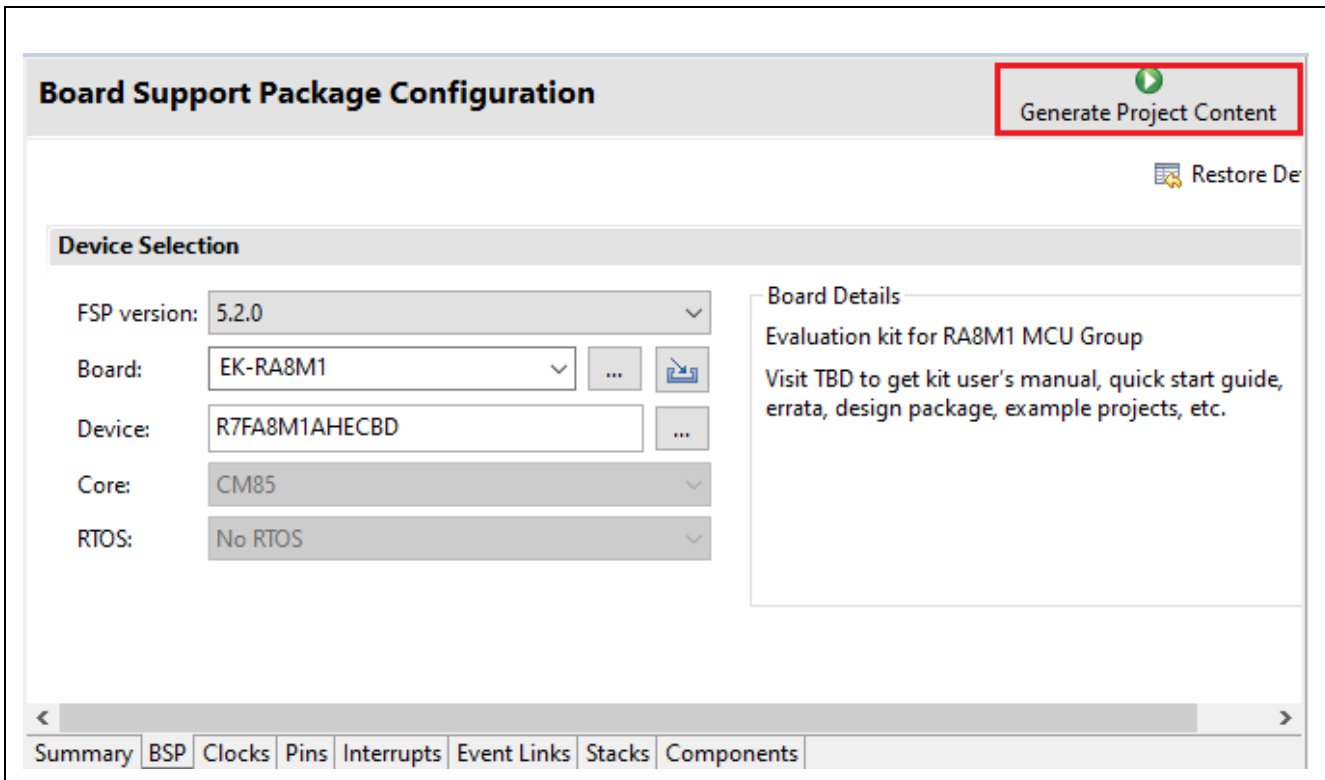 Board Support Package Configuration
Generate Project Content
Restore De
Device Selection
FSP version: 5.2.0
Board: EK-RA8M1 ...
Device: R7FA8M1AHECBD ...
Core: CM85
RTOS: No RTOS
Board Details
Evaluation kit for RA8M1 MCU Group
Visit TBD to get kit user's manual, quick start guide,
errata, design package, example projects, etc.
Summary BSP Clocks Pins Interrupts Event Links Stacks Components